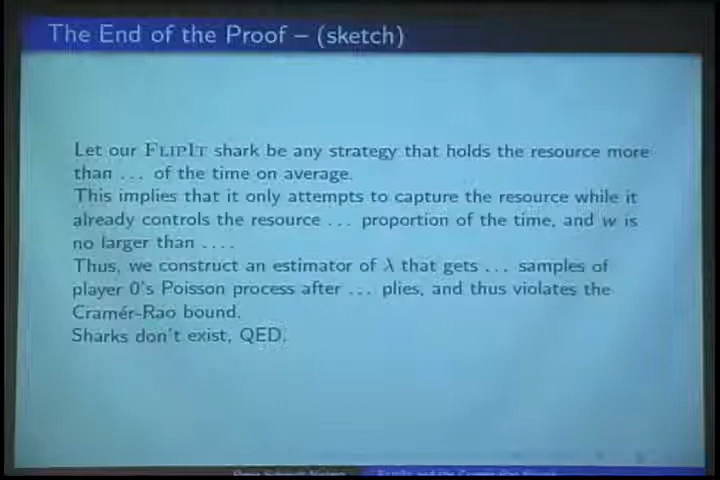 The End of the Proof – (sketch)
Let our FLIPIT shark be any strategy that holds the resource more
than ... of the time on average.
This implies that it only attempts to capture the resource while it
already controls the resource ... proportion of the time, and w is
no larger than ....
Thus, we construct an estimator of λ that gets ... samples of
player 0's Poisson process after ... plies, and thus violates the
Cramér-Rao bound.
Sharks don't exist, QED.